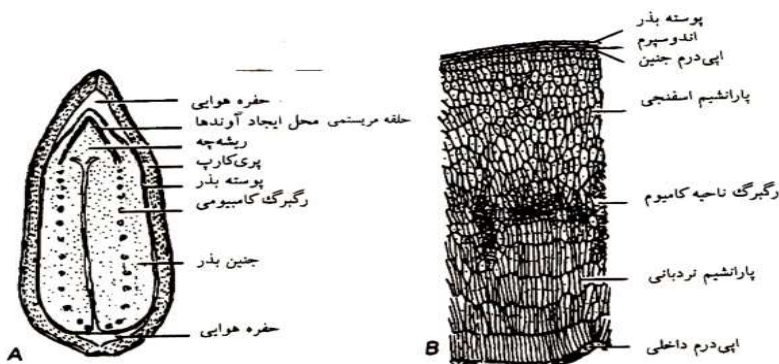 حفره هوایی
حلقه مریستمی محل ایجاد آوندها
ریشه‌چه
پری‌کارپ
پوسته بذر
رگبرگ کامبیومی
جنین بذر
حفره هوایی
A
پوسته بذر
اندوسپرم
اپی‌درم جنین
پارانشیم اسفنجی
رگبرگ ناحیه کامیوم
پارانشیم نردبانی
اپی‌درم داخلی
B